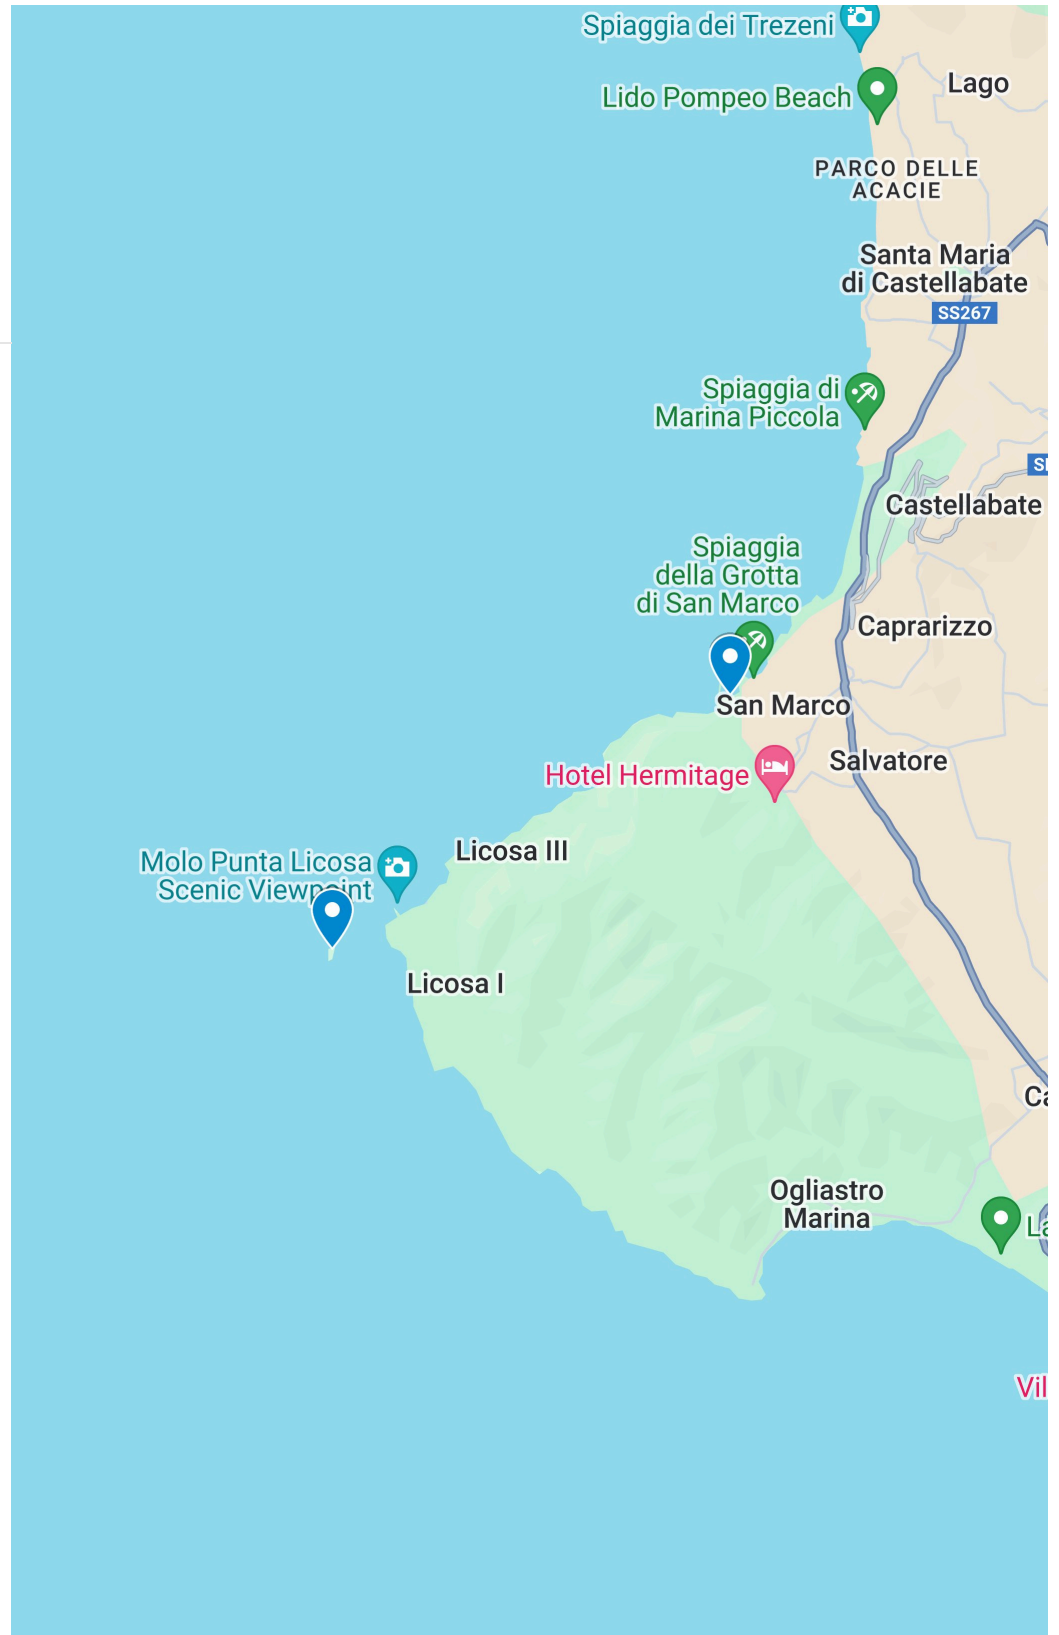 Spiaggia dei Trezeni
Lido Pompeo Beach
Lago
PARCO DELLE
ACACIE
Santa Maria
di Castellabate
SS267
Spiaggia di
Marina Piccola
Castellabate
Spiaggia
della Grotta
di San Marco
Caprarizzo
San Marco
Salvatore
Hotel Hermitage
Licosa III
Molo Punta Licosa
Scenic Viewpoint
Licosa I
Ogliastro
Marina